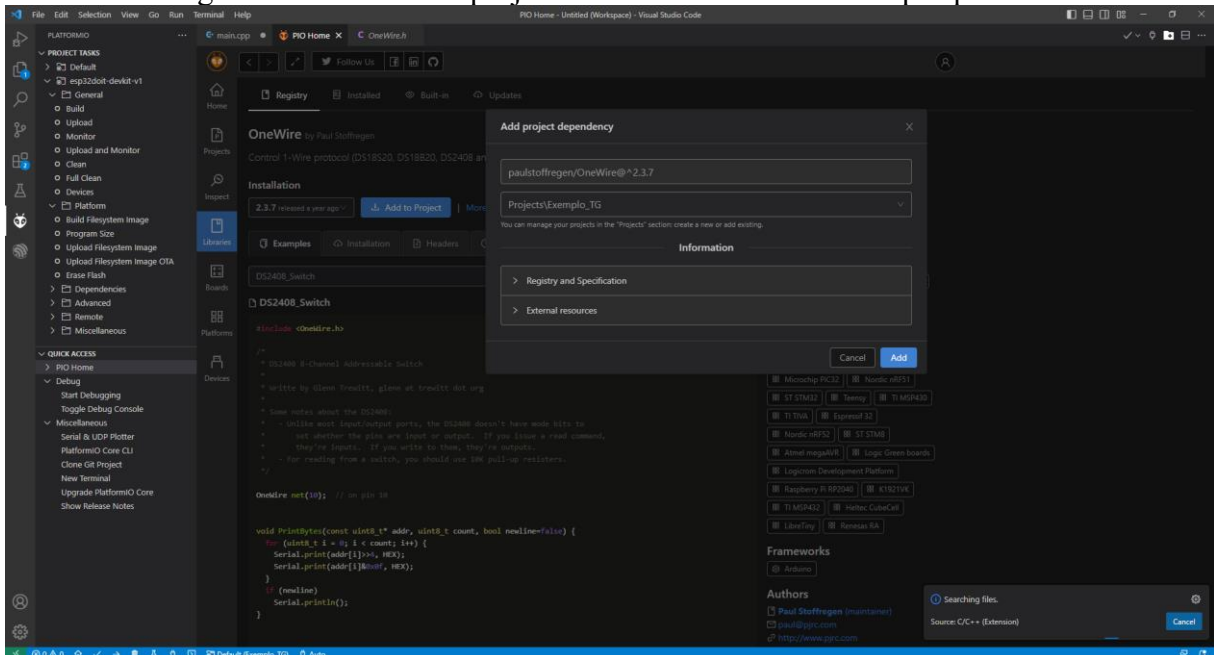 File Edit Selection View Go Run Terminal Help
PIO Home - Untitled (Workspace) - Visual Studio Code
PLATFORMIO
main.cpp
PIO Home
OneWire.h
PROJECT TASKS
Default
esp32doit-devkit-v1
General
Build
Upload
Monitor
Upload and Monitor
Clean
Full Clean
Devices
Platform
Build Filesystem Image
Program Size
Upload Filesystem Image
Upload Filesystem Image OTA
Erase Flash
Dependencies
Advanced
Remote
Miscellaneous
QUICK ACCESS
PIO Home
Debug
Start Debugging
Toggle Debug Console
Miscellaneous
Serial & UDP Plotter
PlatformIO Core CLI
Clone Git Project
New Terminal
Upgrade PlatformIO Core
Show Release Notes
Follow Us
Home
Projects
Inspect
Libraries
Boards
Platforms
Devices
Registry Installed Built-in Updates
OneWire by Paul Stoffregen
Control 1-Wire protocol (DS18S20, DS18B20, DS2408 an
Installation
2.3.7 released a year ago
Add to Project
More
Examples Installation Headers
DS2408_Switch
DS2408_Switch
#include <OneWire.h>
/*
* DS2408 8-Channel Addressable Switch
*
* Writte by Glenn Trewitt, glenn at trewitt dot org
*
* Some notes about the DS2408:
* - Unlike most input/output ports, the DS2408 doesn't have mode bits to
* set whether the pins are input or output. If you issue a read command,
* they're inputs. If you write to them, they're outputs.
* - For reading from a switch, you should use 10K pull-up resisters.
*/
OneWire net(10); // on pin 10
void PrintBytes(const uint8_t* addr, uint8_t count, bool newline=false) {
for (uint8_t i = 0; i < count; i++) {
Serial.print(addr[i]>>4, HEX);
Serial.print(addr[i]&0x0f, HEX);
}
if (newline)
Serial.println();
}
Add project dependency
paulstoffregen/OneWire@^2.3.7
Projects\Exemplo_TG
You can manage your projects in the "Projects" section: create a new or add existing.
Information
Registry and Specification
External resources
Cancel Add
Microchip PIC32 Nordic nRF51
ST STM32 Teensy TI MSP430
TI TIVA Espressif 32
Nordic nRF52 ST STM8
Atmel megaAVR Logic Green boards
Logicrom Development Platform
Raspberry Pi RP2040 K1921VK
TI MSP432 Heltec CubeCell
LibreTiny Renesas RA
Frameworks
Arduino
Authors
Paul Stoffregen (maintainer)
paul@pjrc.com
http://www.pjrc.com
Searching files.
Source: C/C++ (Extension)
Cancel
Default (Exemplo_TG) Auto